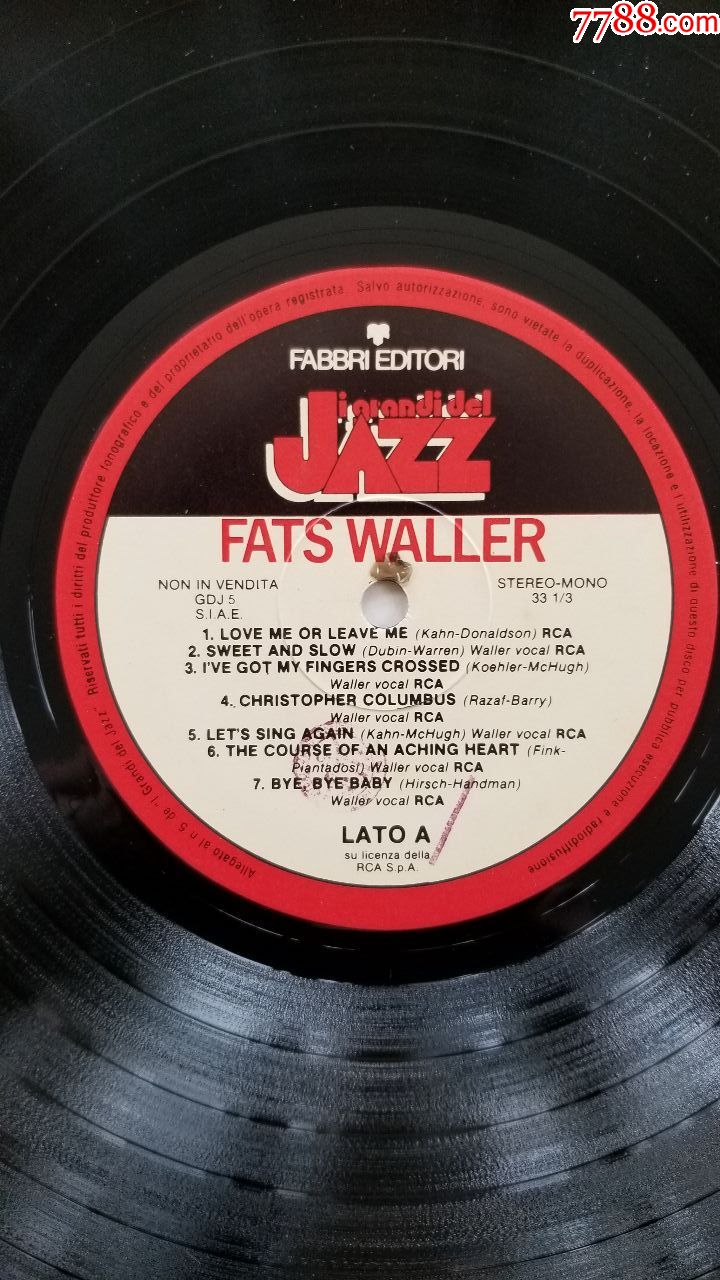 7788.com
Allegato al n. 5 de "I Grandi del Jazz" Riservati tutti i diritti del produttore fonografico e del proprietario dell'opera registrata. Salvo autorizzazione, sono vietate la duplicazione, la locazione e l'utilizzazione di questo disco per pubblica esecuzione e radiodiffusione
FABBRI EDITORI
i grandi del
JAZZ
FATS WALLER
NON IN VENDITA
GDJ 5
S.I.A.E.
STEREO-MONO
33 1/3
1. LOVE ME OR LEAVE ME (Kahn-Donaldson) RCA
2. SWEET AND SLOW (Dubin-Warren) Waller vocal RCA
3. I'VE GOT MY FINGERS CROSSED (Koehler-McHugh)
Waller vocal RCA
4. CHRISTOPHER COLUMBUS (Razaf-Barry)
Waller vocal RCA
5. LET'S SING AGAIN (Kahn-McHugh) Waller vocal RCA
6. THE COURSE OF AN ACHING HEART (Fink-
Piantadosi) Waller vocal RCA
7. BYE, BYE BABY (Hirsch-Handman)
Waller vocal RCA
LATO A
su licenza della
RCA S.p.A.